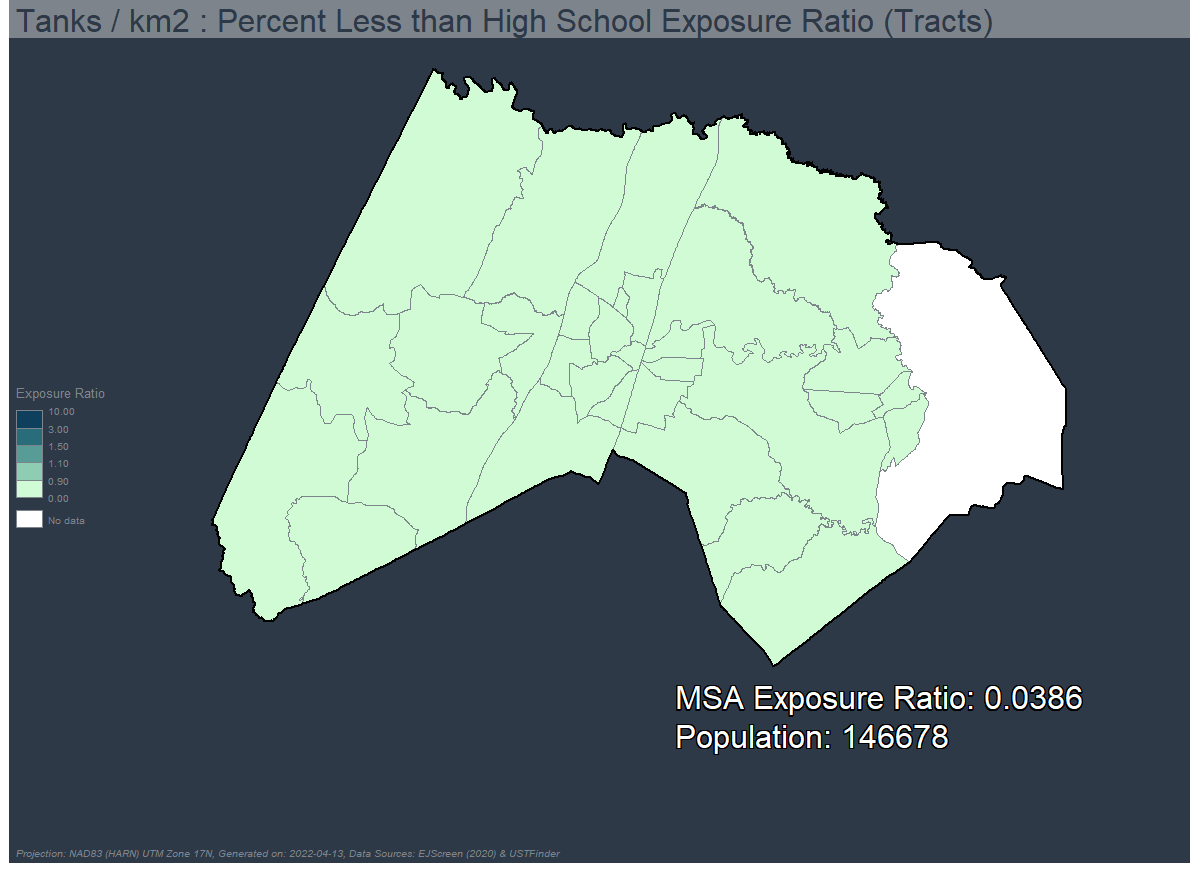 Tanks / km2 : Percent Less than High School Exposure Ratio (Tracts)
Exposure Ratio
10.00
3.00
1.50
1.10
0.90
0.00
No data
MSA Exposure Ratio: 0.0386
Population: 146678
Projection: NAD83 (HARN) UTM Zone 17N, Generated on: 2022-04-13, Data Sources: EJScreen (2020) & USTFinder